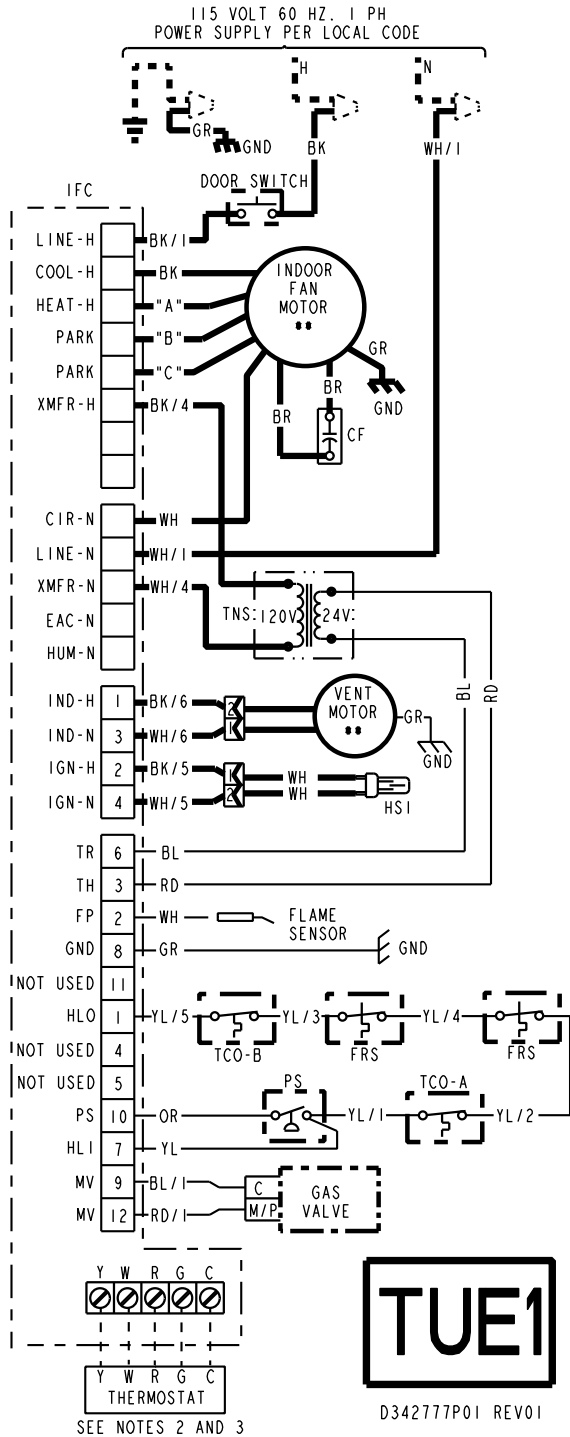 115 VOLT 60 HZ. 1 PH
POWER SUPPLY PER LOCAL CODE
H
N
GR
GND
BK
WH/1
DOOR SWITCH
IFC
LINE-H
BK/1
COOL-H
BK
HEAT-H
"A"
PARK
"B"
PARK
"C"
XMFR-H
BK/4
INDOOR
FAN
MOTOR
**
GR
GND
BR
BR
CF
CIR-N
WH
LINE-N
WH/1
XMFR-N
WH/4
EAC-N
HUM-N
TNS:
120V
24V:
BL
RD
IND-H
1
BK/6
2
IND-N
3
WH/6
1
VENT
MOTOR
**
GR
GND
IGN-H
2
BK/5
1
WH
IGN-N
4
WH/5
2
WH
HSI
TR
6
BL
TH
3
RD
FP
2
WH
FLAME
SENSOR
GND
8
GR
GND
NOT USED
11
HLO
1
YL/5
TCO-B
YL/3
FRS
YL/4
FRS
NOT USED
4
NOT USED
5
PS
TCO-A
PS
10
OR
YL/1
YL/2
HLI
7
YL
MV
9
BL/1
C
MV
12
RD/1
M/P
GAS
VALVE
Y W R G C
Y W R G C
THERMOSTAT
SEE NOTES 2 AND 3
TUE1
D342777P01 REV01